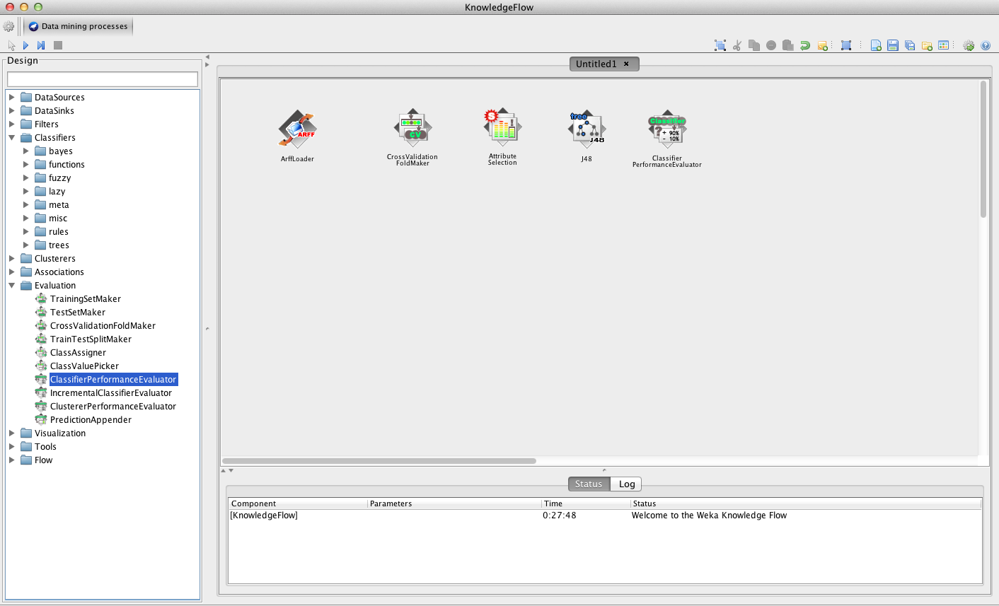 KnowledgeFlow
Data mining processes
Design
DataSources
DataSinks
Filters
Classifiers
bayes
functions
fuzzy
lazy
meta
misc
rules
trees
Clusterers
Associations
Evaluation
TrainingSetMaker
TestSetMaker
CrossValidationFoldMaker
TrainTestSplitMaker
ClassAssigner
ClassValuePicker
ClassifierPerformanceEvaluator
IncrementalClassifierEvaluator
ClustererPerformanceEvaluator
PredictionAppender
Visualization
Tools
Flow
Untitled1
ARFF
ArffLoader
CV
CrossValidation
FoldMaker
S
Attribute
Selection
tree
J48
J48
Classifier
? + 90%
- 10%
Classifier
PerformanceEvaluator
Status Log
Component Parameters Time Status
[KnowledgeFlow] 0:27:48 Welcome to the Weka Knowledge Flow